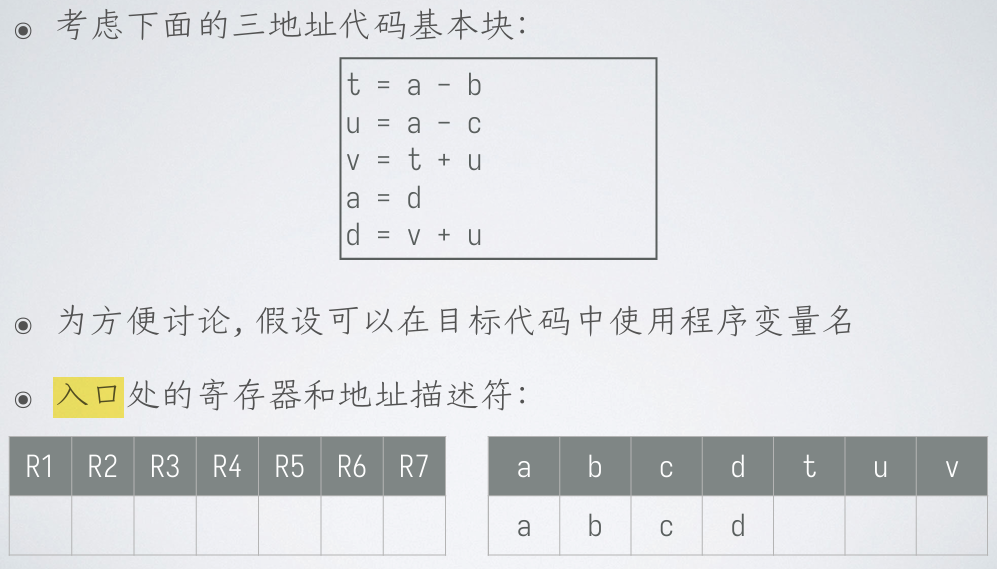 考虑下面的三地址代码基本块:
t = a - b
u = a - c
v = t + u
a = d
d = v + u
为方便讨论, 假设可以在目标代码中使用程序变量名
入口处的寄存器和地址描述符:
R1 R2 R3 R4 R5 R6 R7 a b c d t u v
a b c d